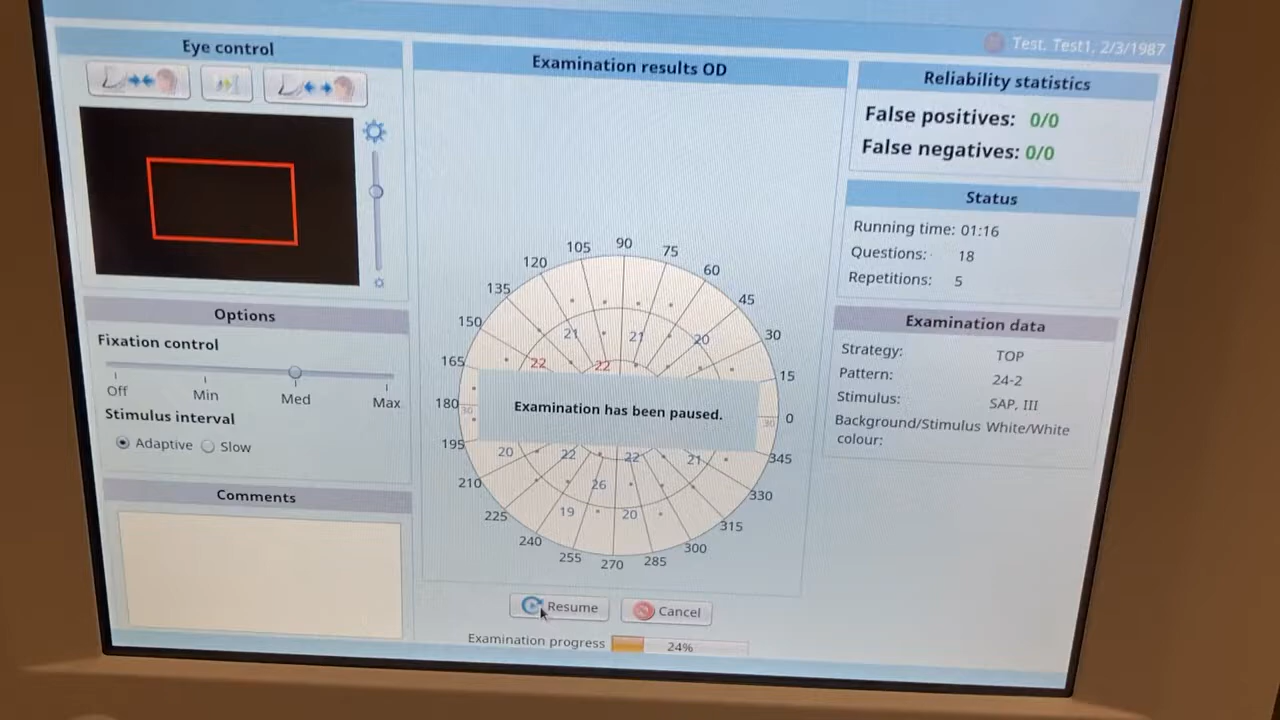 Test, Test1, 2/3/1987
Eye control
Options
Fixation control
Off Min Med Max
Stimulus interval
Adaptive Slow
Comments
Examination results OD
105 90 75
120 60
135 45
150 30
165 15
180 0
195 345
210 330
225 315
240 300
255 270 285
21 21 20
22 22
30 30
Examination has been paused.
20 22 22 21
26
19 20
Resume Cancel
Examination progress 24%
Reliability statistics
False positives: 0/0
False negatives: 0/0
Status
Running time: 01:16
Questions: 18
Repetitions: 5
Examination data
Strategy: TOP
Pattern: 24-2
Stimulus: SAP, III
Background/Stimulus White/White
colour: